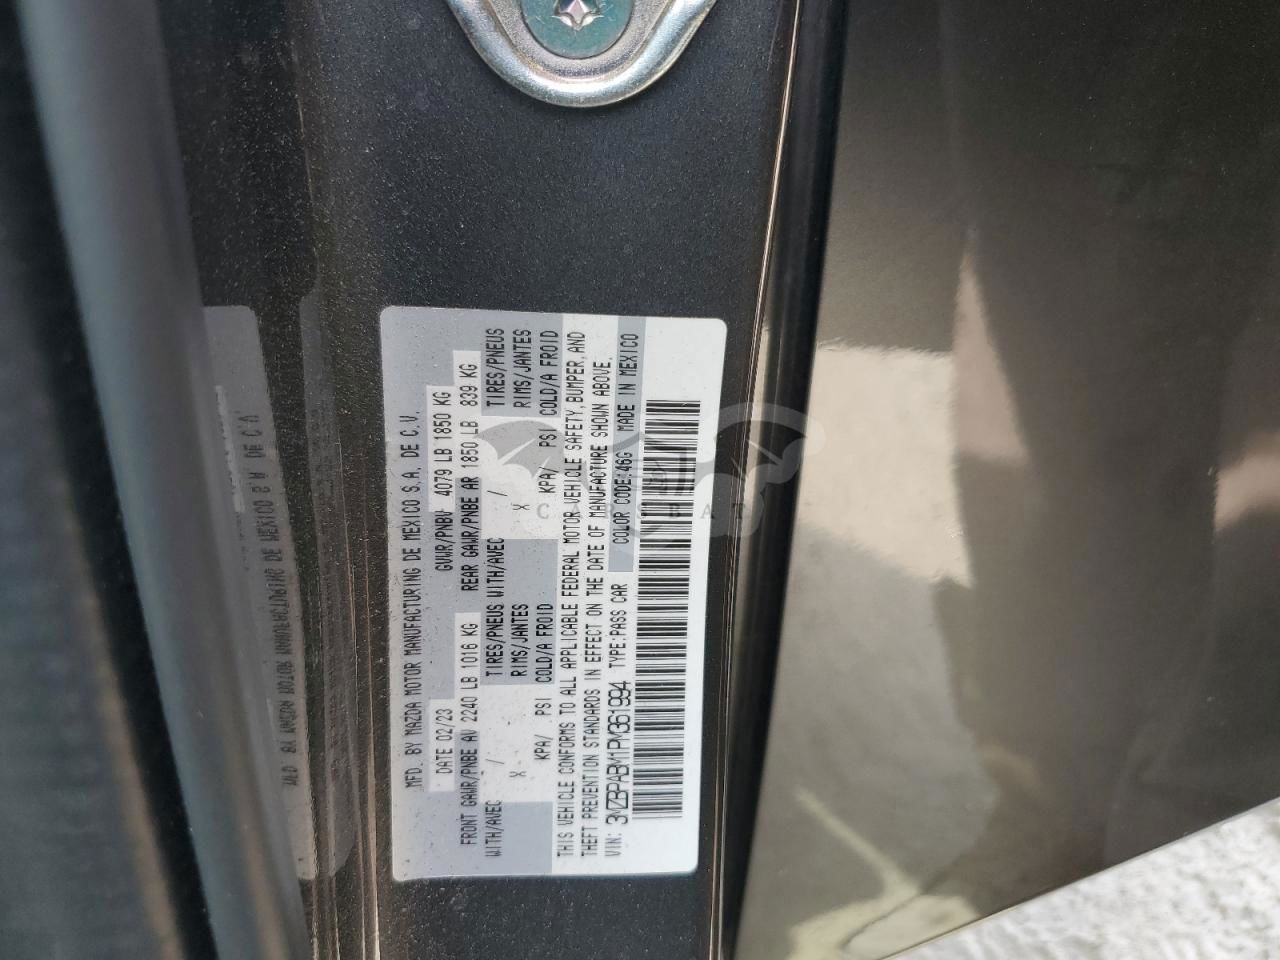 MFD. BY MAZDA MOTOR MANUFACTURING DE MEXICO S.A. DE C.V.
DATE 02/23 GVWR/PNBV 4079 LB 1850 KG
FRONT GAWR/PNBE AV 2240 LB 1016 KG REAR GAWR/PNBE AR 1850 LB 839 KG
WITH/AVEC / TIRES/PNEUS WITH/AVEC / TIRES/PNEUS
X RIMS/JANTES X RIMS/JANTES
KPA/ PSI COLD/A FROID KPA/ PSI COLD/A FROID
THIS VEHICLE CONFORMS TO ALL APPLICABLE FEDERAL MOTOR VEHICLE SAFETY, BUMPER, AND
THEFT PREVENTION STANDARDS IN EFFECT ON THE DATE OF MANUFACTURE SHOWN ABOVE.
VIN: 3MZBPABM1PM361994 TYPE:PASS CAR COLOR CODE:46G MADE IN MEXICO
CARSBAT